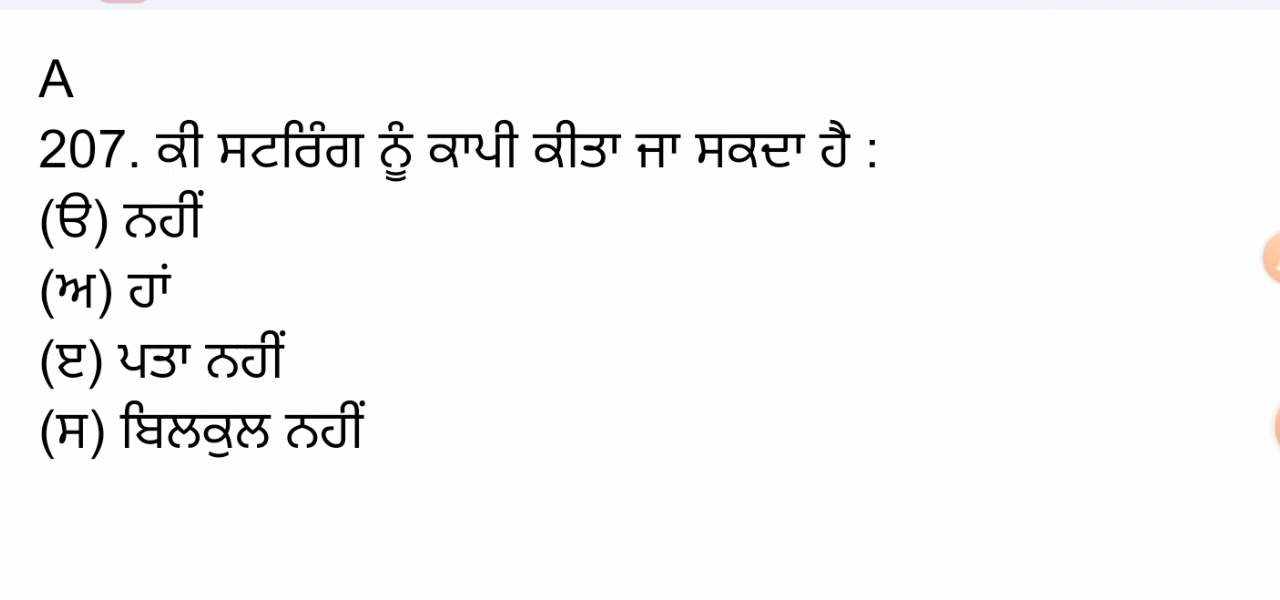 A
207. ਕੀ ਸਟਰਿੰਗ ਨੂੰ ਕਾਪੀ ਕੀਤਾ ਜਾ ਸਕਦਾ ਹੈ :
(ੳ) ਨਹੀਂ
(ਅ) ਹਾਂ
(ੲ) ਪਤਾ ਨਹੀਂ
(ਸ) ਬਿਲਕੁਲ ਨਹੀਂ